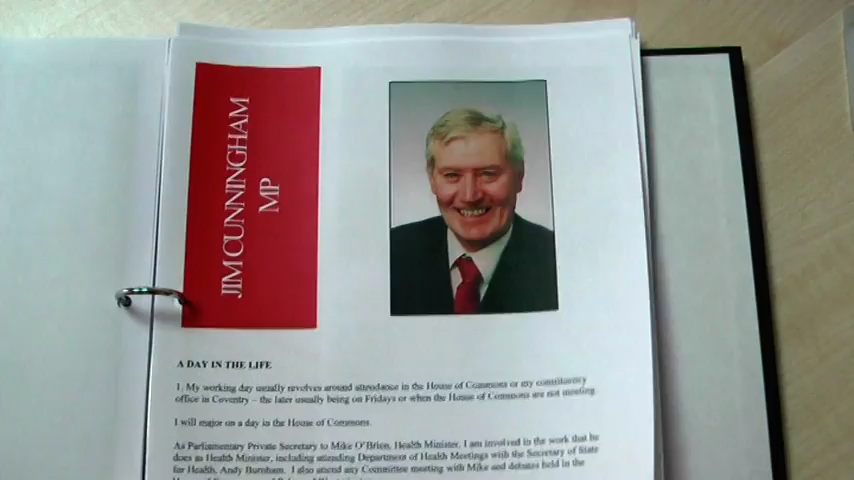 JIM CUNNINGHAM
MP
A DAY IN THE LIFE
1. My working day usually revolves around attendance in the House of Commons or my constituency
office in Coventry – the later usually being on Fridays or when the House of Commons are not meeting.
I will major on a day in the House of Commons.
As Parliamentary Private Secretary to Mike O'Brien, Health Minister, I am involved in the work that he
does as Health Minister, including attending Department of Health Meetings with the Secretary of State
for Health, Andy Burnham. I also attend any Committee meeting with Mike and debates held in the